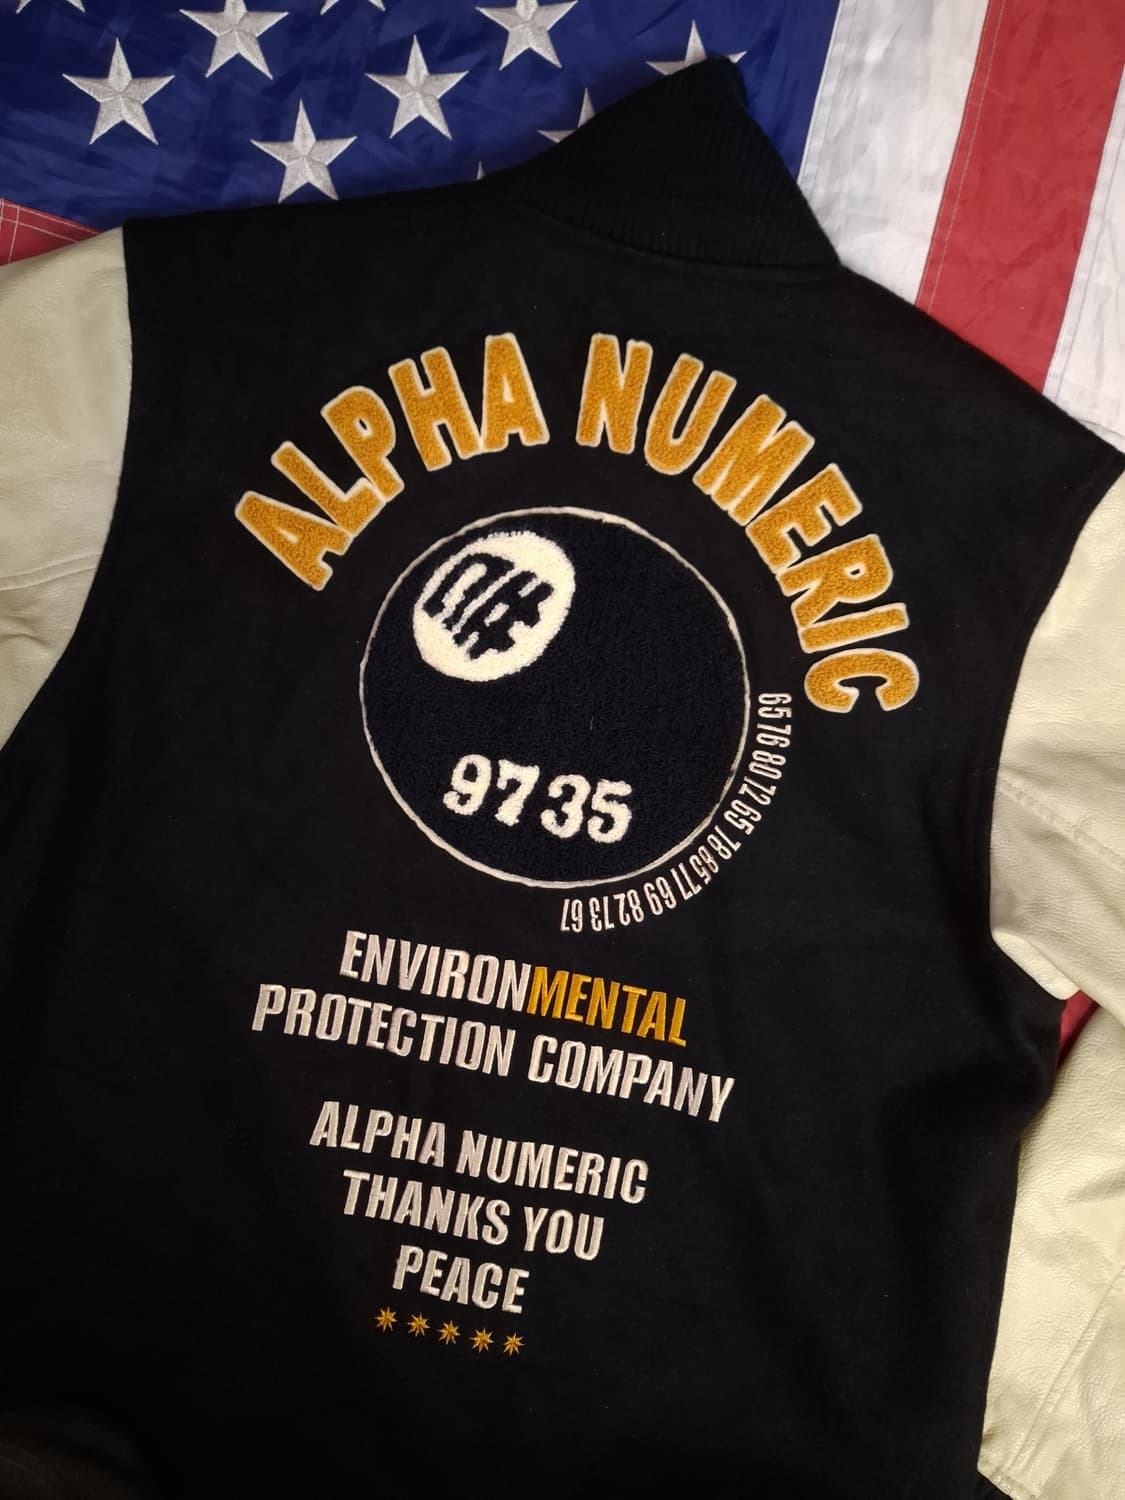 ALPHA NUMERIC
A/#
9735
65 76 80 72 65 78 85 77 69 82 73 67
ENVIRONMENTAL
PROTECTION COMPANY
ALPHA NUMERIC
THANKS YOU
PEACE